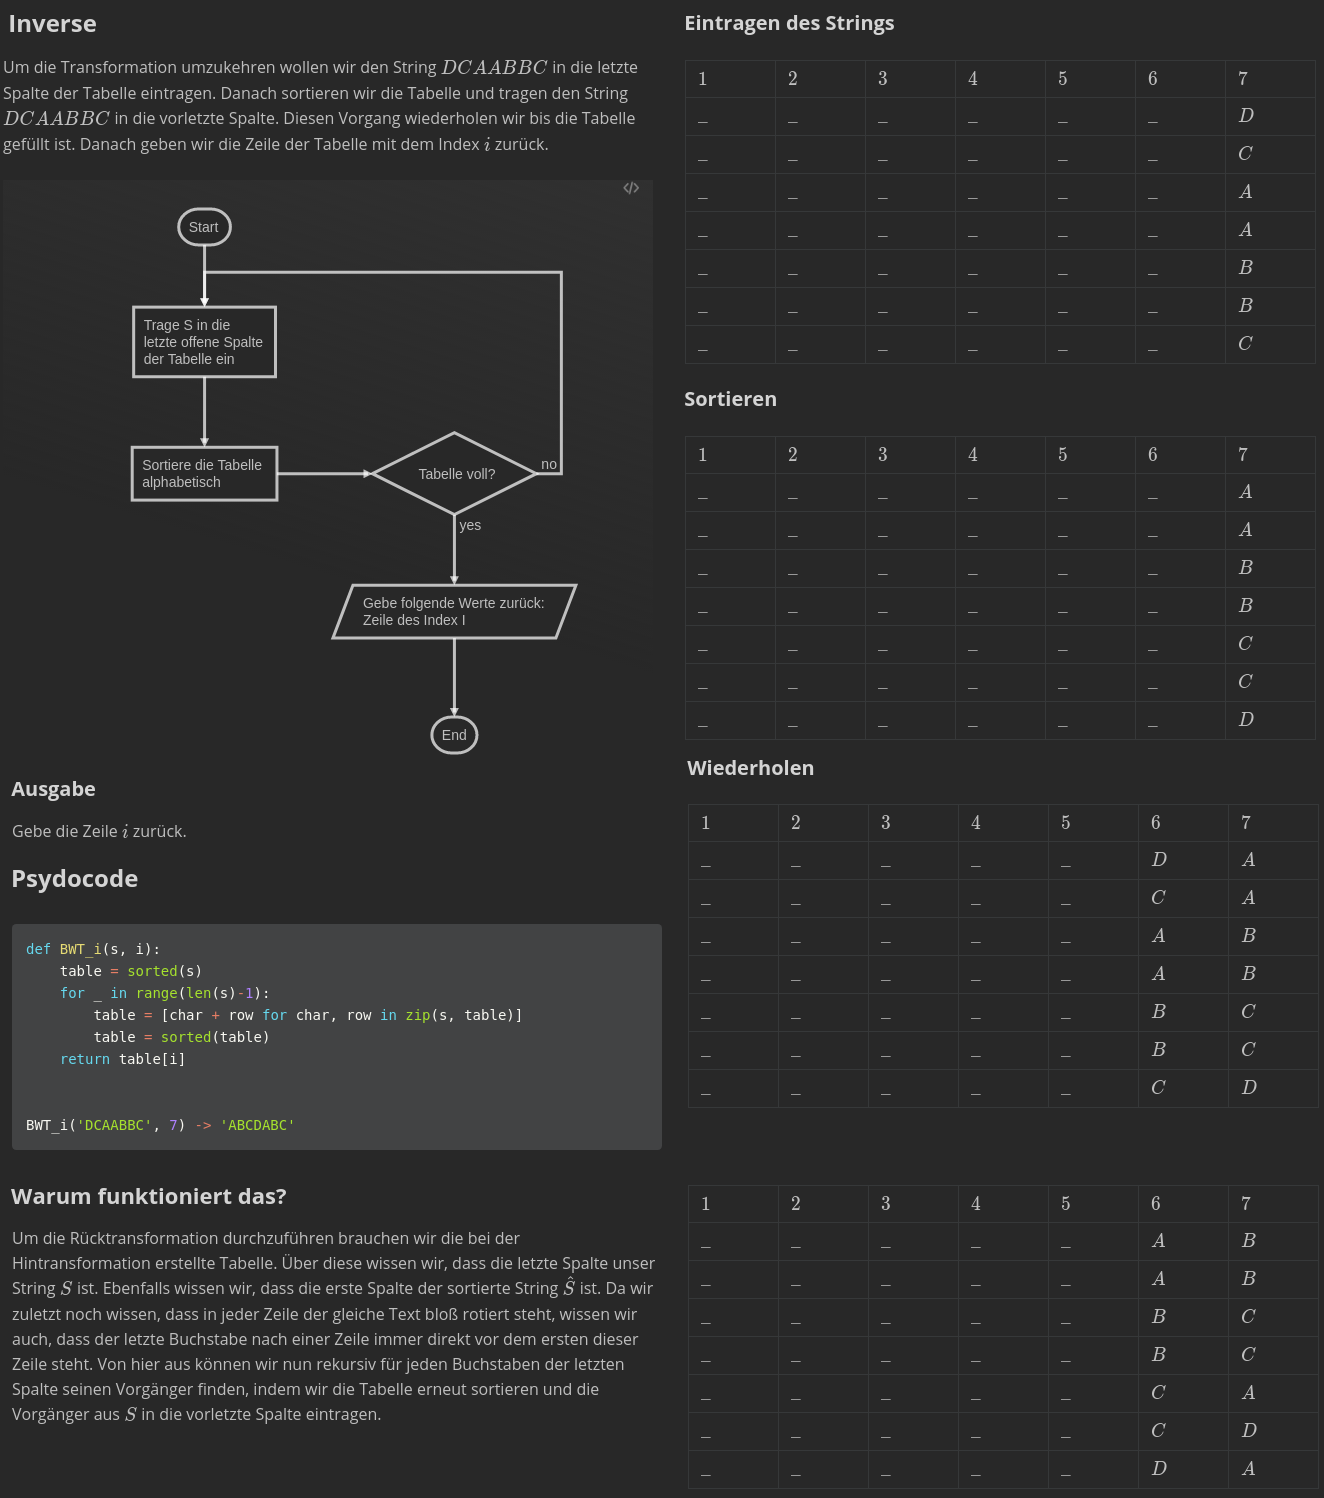 Inverse
Um die Transformation umzukehren wollen wir den String DCAABBC in die letzte
Spalte der Tabelle eintragen. Danach sortieren wir die Tabelle und tragen den String
DCAABBC in die vorletzte Spalte. Diesen Vorgang wiederholen wir bis die Tabelle
gefüllt ist. Danach geben wir die Zeile der Tabelle mit dem Index i zurück.
</>
Start
Trage S in die
letzte offene Spalte
der Tabelle ein
Sortiere die Tabelle
alphabetisch
Tabelle voll?
no
yes
Gebe folgende Werte zurück:
Zeile des Index I
End
Ausgabe
Gebe die Zeile i zurück.
Psydocode
def BWT_i(s, i):
    table = sorted(s)
    for _ in range(len(s)-1):
        table = [char + row for char, row in zip(s, table)]
        table = sorted(table)
    return table[i]
BWT_i('DCAABBC', 7) -> 'ABCDABC'
Warum funktioniert das?
Um die Rücktransformation durchzuführen brauchen wir die bei der
Hintransformation erstellte Tabelle. Über diese wissen wir, dass die letzte Spalte unser
String S ist. Ebenfalls wissen wir, dass die erste Spalte der sortierte String Ŝ ist. Da wir
zuletzt noch wissen, dass in jeder Zeile der gleiche Text bloß rotiert steht, wissen wir
auch, dass der letzte Buchstabe nach einer Zeile immer direkt vor dem ersten dieser
Zeile steht. Von hier aus können wir nun rekursiv für jeden Buchstaben der letzten
Spalte seinen Vorgänger finden, indem wir die Tabelle erneut sortieren und die
Vorgänger aus S in die vorletzte Spalte eintragen.
Eintragen des Strings
1 2 3 4 5 6 7
_ _ _ _ _ _ D
_ _ _ _ _ _ C
_ _ _ _ _ _ A
_ _ _ _ _ _ A
_ _ _ _ _ _ B
_ _ _ _ _ _ B
_ _ _ _ _ _ C
Sortieren
1 2 3 4 5 6 7
_ _ _ _ _ _ A
_ _ _ _ _ _ A
_ _ _ _ _ _ B
_ _ _ _ _ _ B
_ _ _ _ _ _ C
_ _ _ _ _ _ C
_ _ _ _ _ _ D
Wiederholen
1 2 3 4 5 6 7
_ _ _ _ _ D A
_ _ _ _ _ C A
_ _ _ _ _ A B
_ _ _ _ _ A B
_ _ _ _ _ B C
_ _ _ _ _ B C
_ _ _ _ _ C D
1 2 3 4 5 6 7
_ _ _ _ _ A B
_ _ _ _ _ A B
_ _ _ _ _ B C
_ _ _ _ _ B C
_ _ _ _ _ C A
_ _ _ _ _ C D
_ _ _ _ _ D A